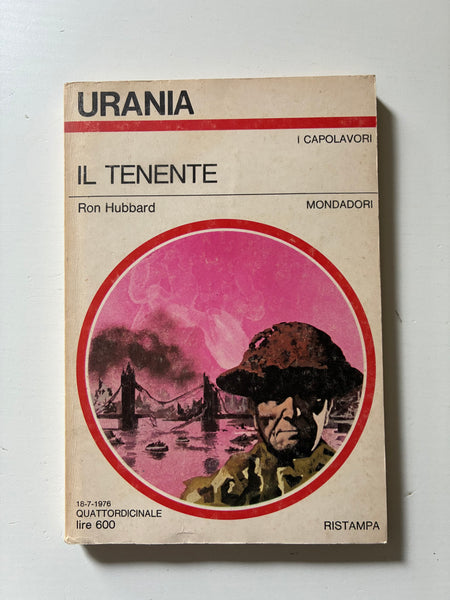 URANIA
I CAPOLAVORI
IL TENENTE
Ron Hubbard
MONDADORI
18-7-1976
QUATTORDICINALE
lire 600
RISTAMPA